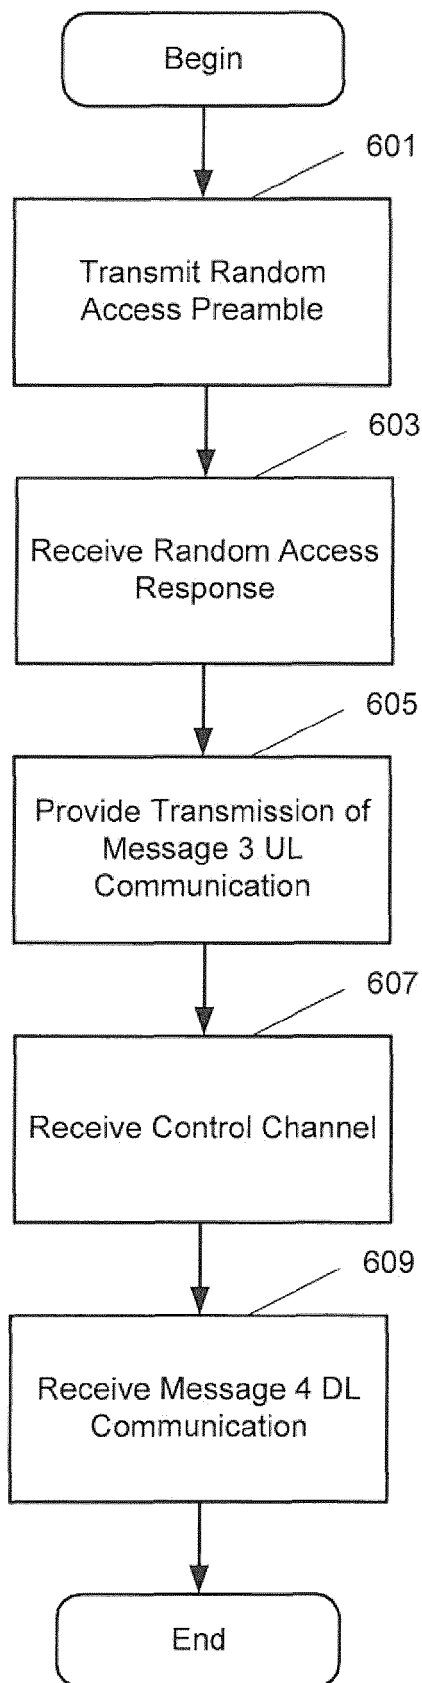 Begin
601
Transmit Random
Access Preamble
603
Receive Random Access
Response
605
Provide Transmission of
Message 3 UL
Communication
607
Receive Control Channel
609
Receive Message 4 DL
Communication
End